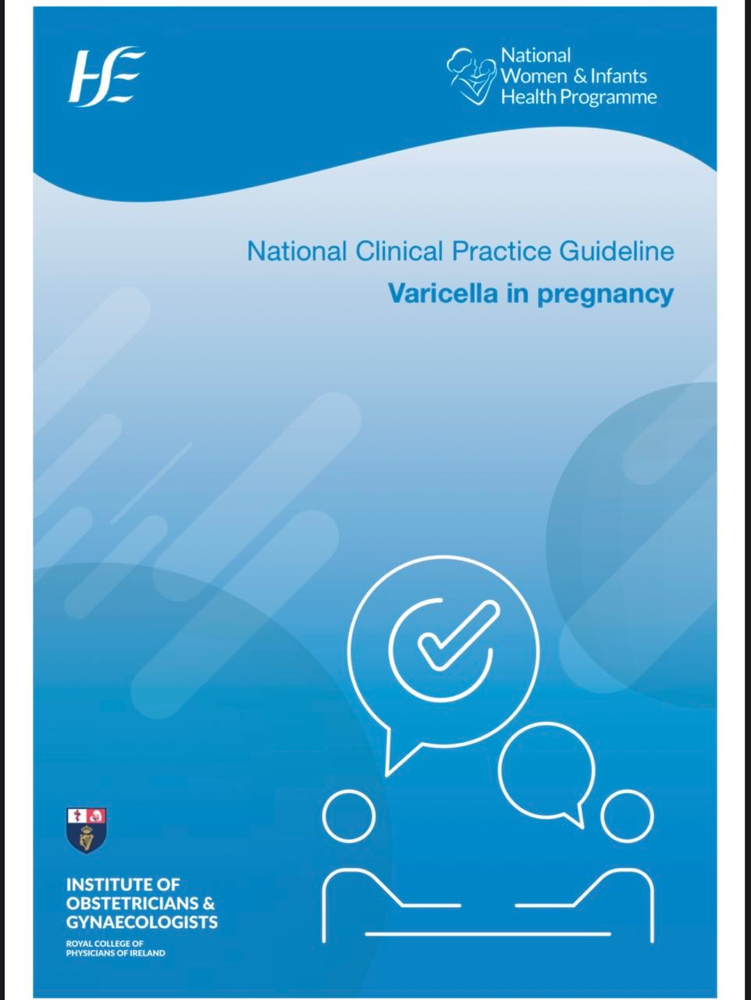 HSE
National
Women & Infants
Health Programme
National Clinical Practice Guideline
Varicella in pregnancy
INSTITUTE OF
OBSTETRICIANS &
GYNAECOLOGISTS
ROYAL COLLEGE OF
PHYSICIANS OF IRELAND